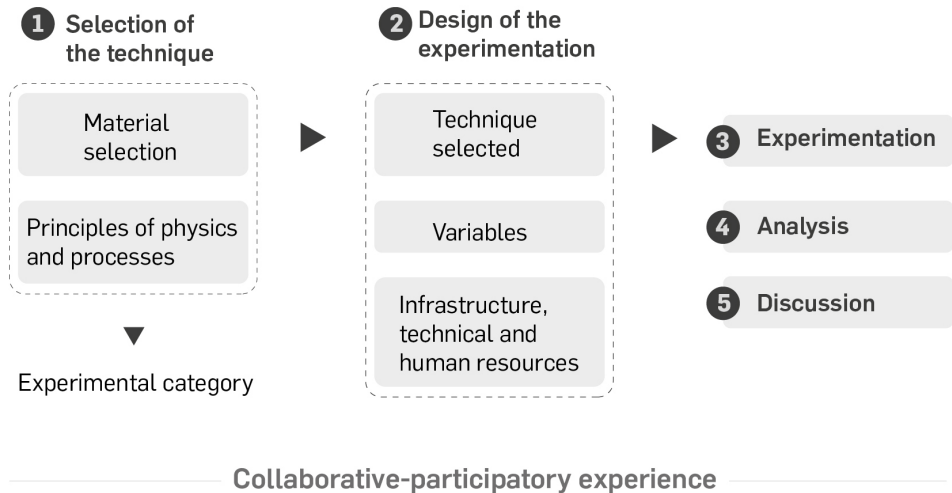 1 Selection of
the technique
Material
selection
Principles of physics
and processes
Experimental category
2 Design of the
experimentation
Technique
selected
Variables
Infrastructure,
technical and
human resources
3 Experimentation
4 Analysis
5 Discussion
Collaborative-participatory experience